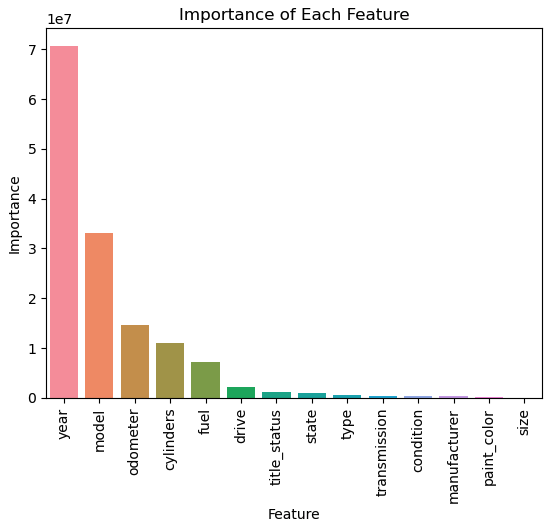 Importance of Each Feature
1e7
7
6
5
4
3
2
1
0
Importance
year
model
odometer
cylinders
fuel
drive
title_status
state
type
transmission
condition
manufacturer
paint_color
size
Feature